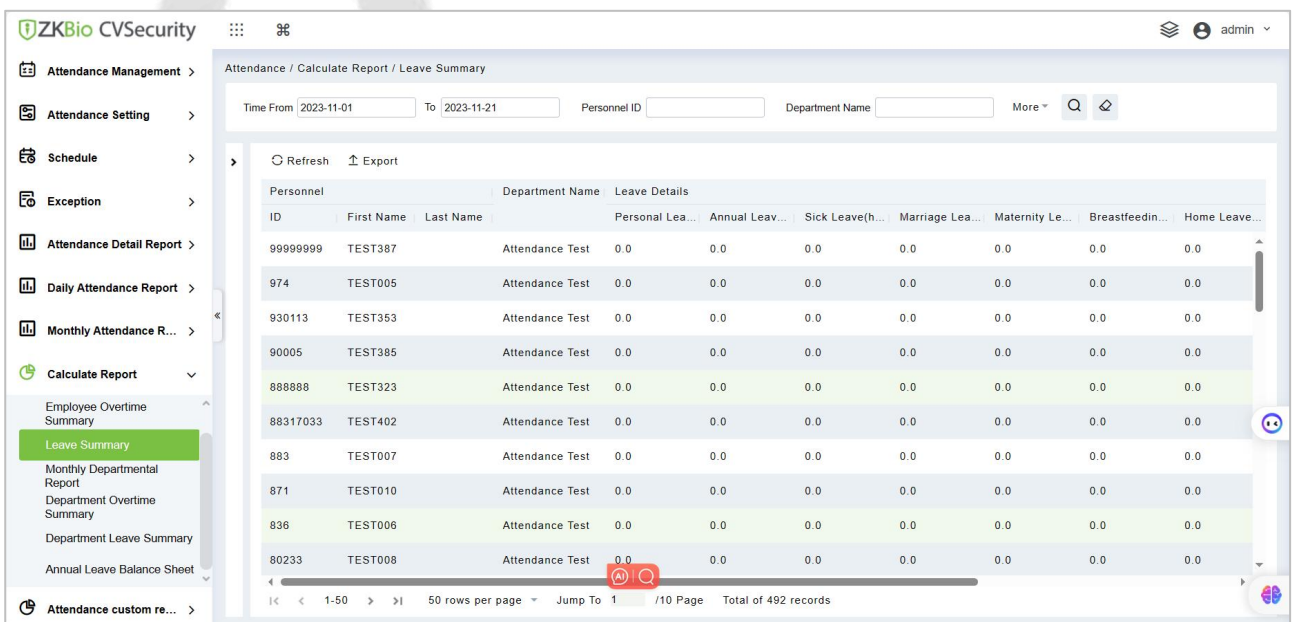 ZKBio CVSecurity
admin
Attendance Management
Attendance Setting
Schedule
Exception
Attendance Detail Report
Daily Attendance Report
Monthly Attendance R...
Calculate Report
Employee Overtime
Summary
Leave Summary
Monthly Departmental
Report
Department Overtime
Summary
Department Leave Summary
Annual Leave Balance Sheet
Attendance custom re...
Attendance / Calculate Report / Leave Summary
Time From 2023-11-01 To 2023-11-21 Personnel ID Department Name More
Refresh Export
Personnel Department Name Leave Details
ID First Name Last Name Personal Lea... Annual Leav... Sick Leave(h... Marriage Lea... Maternity Le... Breastfeedin... Home Leave...
99999999 TEST387 Attendance Test 0.0 0.0 0.0 0.0 0.0 0.0 0.0
974 TEST005 Attendance Test 0.0 0.0 0.0 0.0 0.0 0.0 0.0
930113 TEST353 Attendance Test 0.0 0.0 0.0 0.0 0.0 0.0 0.0
90005 TEST385 Attendance Test 0.0 0.0 0.0 0.0 0.0 0.0 0.0
888888 TEST323 Attendance Test 0.0 0.0 0.0 0.0 0.0 0.0 0.0
88317033 TEST402 Attendance Test 0.0 0.0 0.0 0.0 0.0 0.0 0.0
883 TEST007 Attendance Test 0.0 0.0 0.0 0.0 0.0 0.0 0.0
871 TEST010 Attendance Test 0.0 0.0 0.0 0.0 0.0 0.0 0.0
836 TEST006 Attendance Test 0.0 0.0 0.0 0.0 0.0 0.0 0.0
80233 TEST008 Attendance Test 0.0 0.0 0.0 0.0 0.0 0.0 0.0
AI
1-50 50 rows per page Jump To 1 /10 Page Total of 492 records